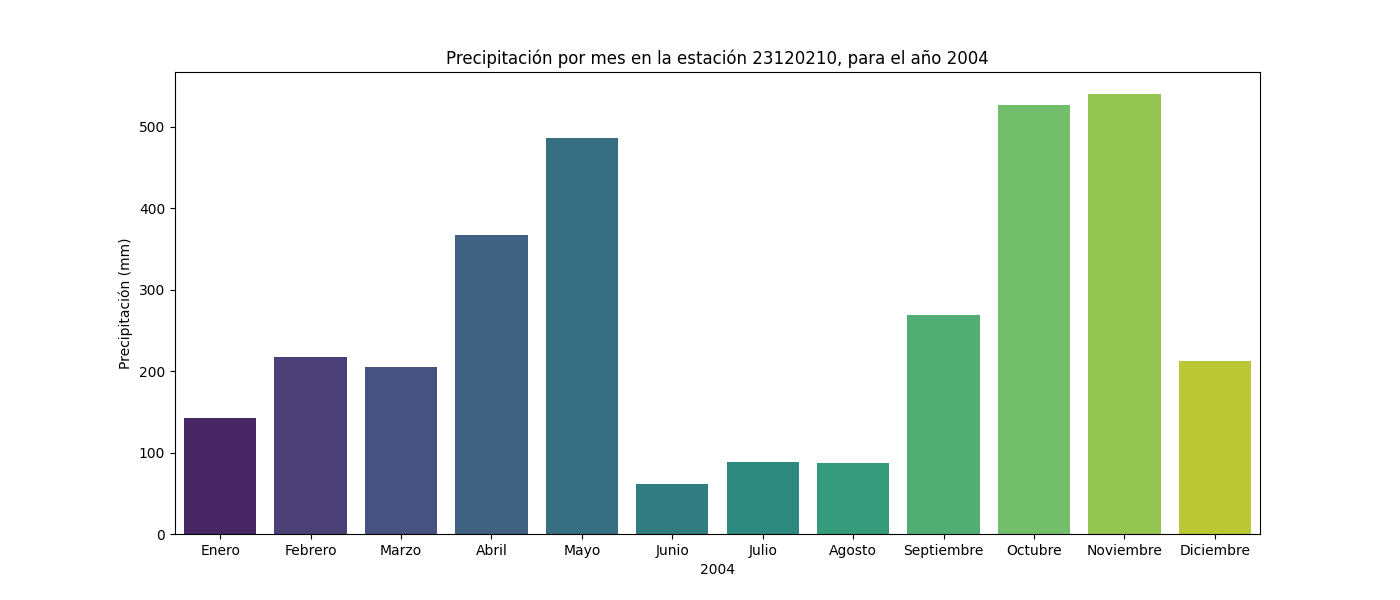 Precipitación por mes en la estación 23120210, para el año 2004
Precipitación (mm)
500
400
300
200
100
0
Enero Febrero Marzo Abril Mayo Junio Julio Agosto Septiembre Octubre Noviembre Diciembre
2004